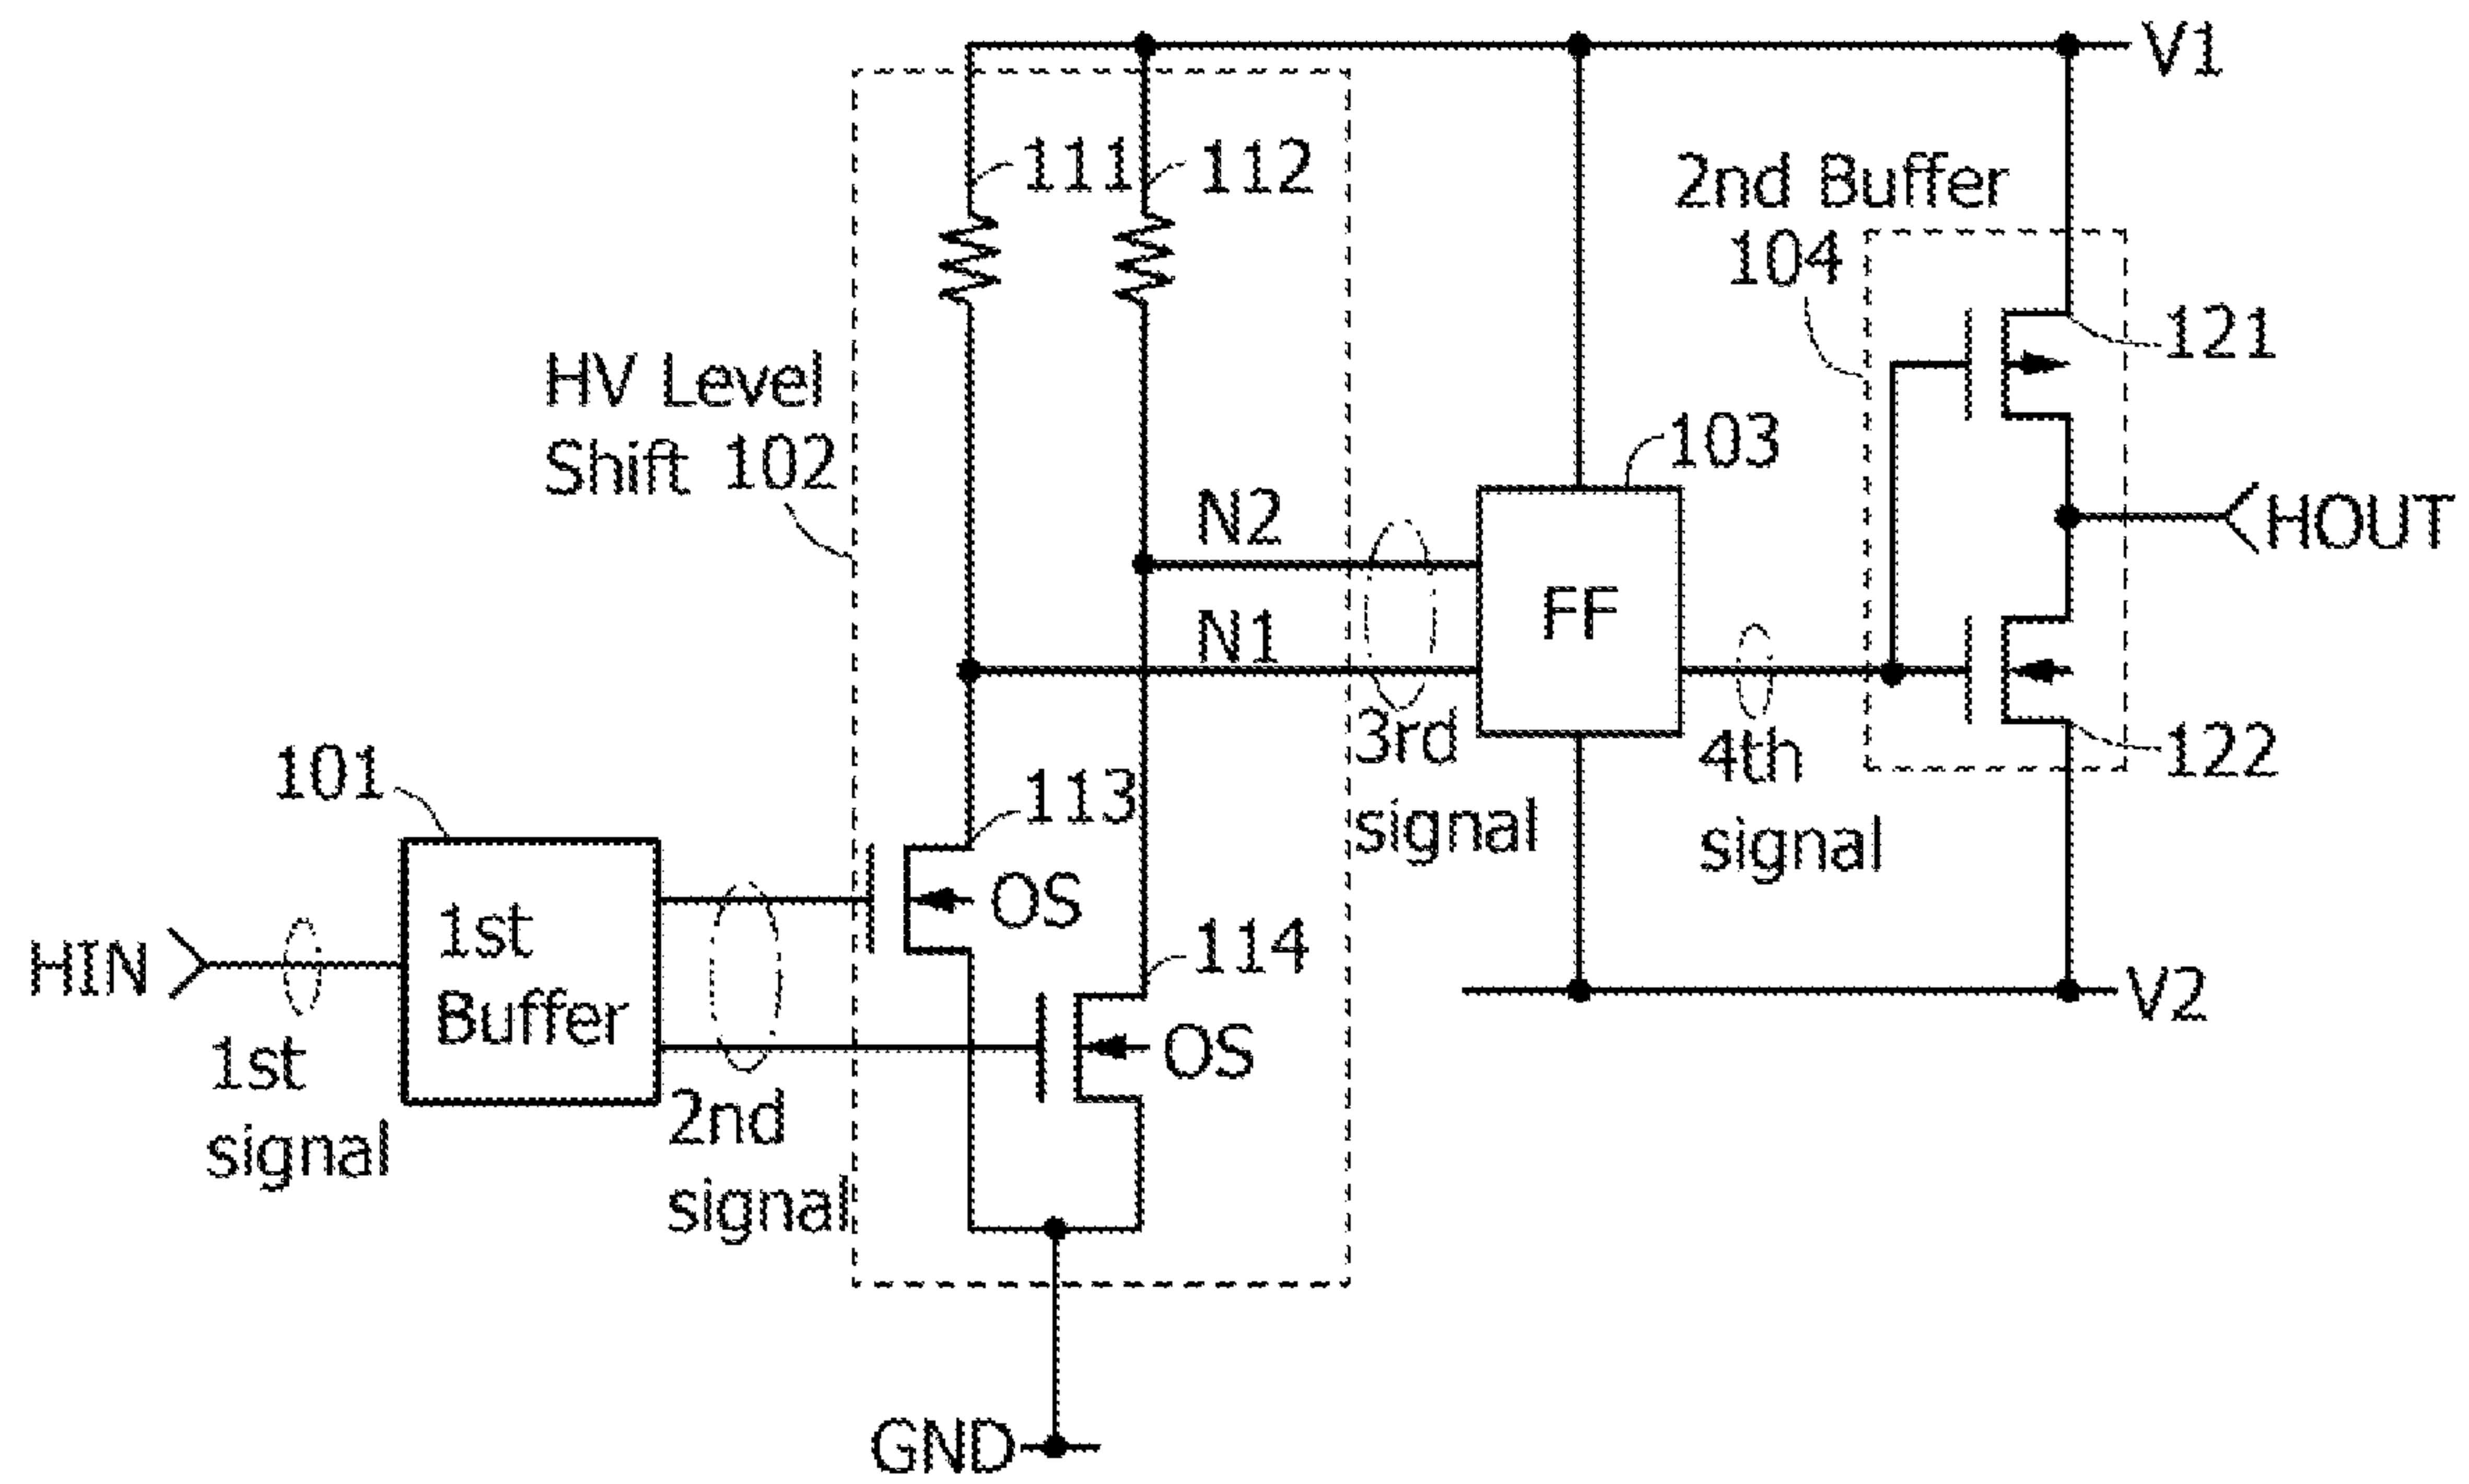 V1
111
112
2nd Buffer
104
121
HV Level
Shift 102
103
N2
HOUT
FF
N1
3rd
signal
4th
signal
122
101
113
OS
1st
Buffer
HIN
114
1st
signal
OS
V2
2nd
signal
GND